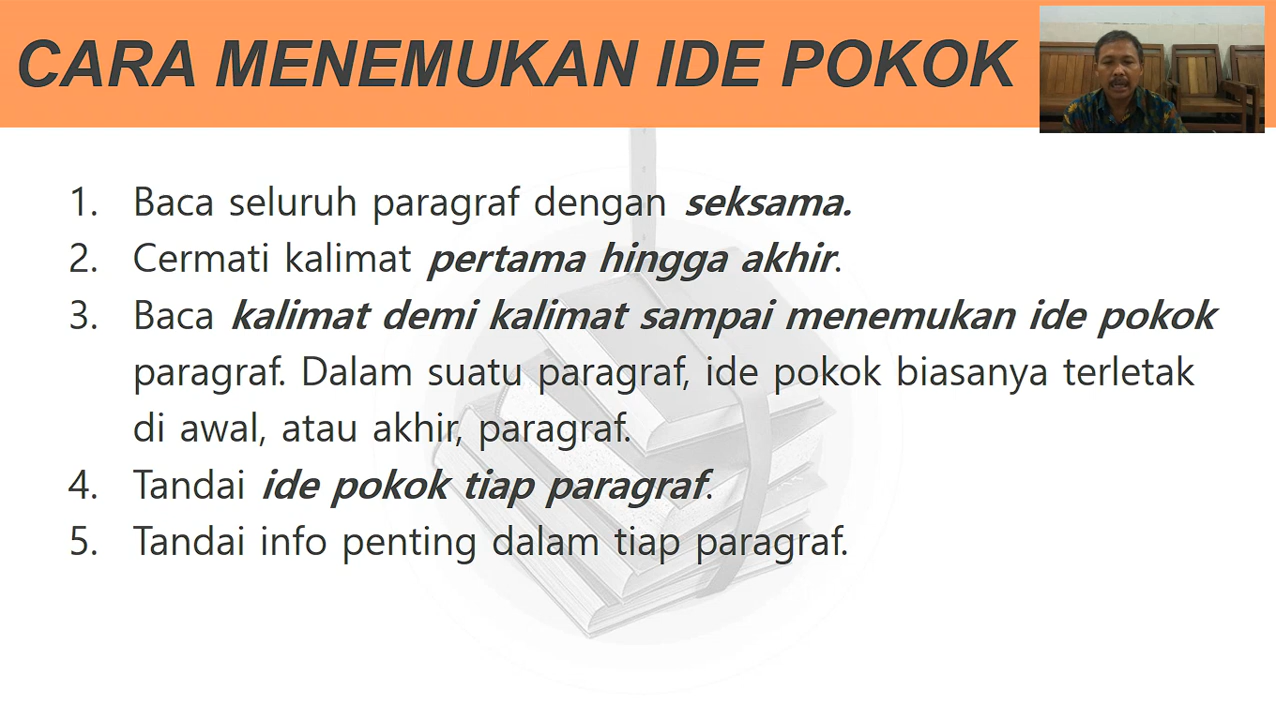 CARA MENEMUKAN IDE POKOK
1. Baca seluruh paragraf dengan seksama.
2. Cermati kalimat pertama hingga akhir.
3. Baca kalimat demi kalimat sampai menemukan ide pokok
paragraf. Dalam suatu paragraf, ide pokok biasanya terletak
di awal, atau akhir, paragraf.
4. Tandai ide pokok tiap paragraf.
5. Tandai info penting dalam tiap paragraf.